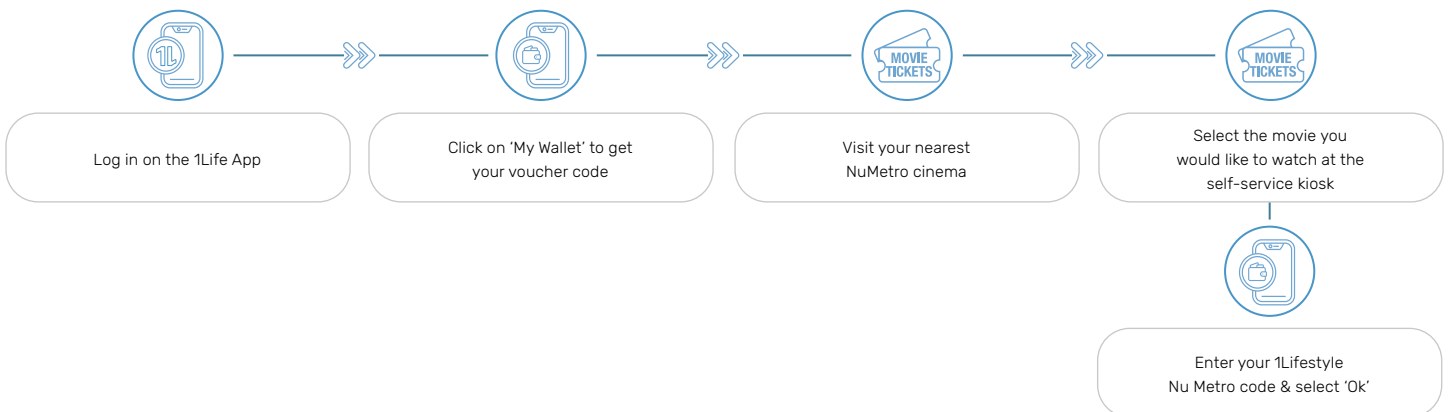 1L
MOVIE
TICKETS
MOVIE
TICKETS
Log in on the 1Life App
Click on ‘My Wallet’ to get
your voucher code
Visit your nearest
NuMetro cinema
Select the movie you
would like to watch at the
self-service kiosk
Enter your 1Lifestyle
Nu Metro code & select ‘Ok’